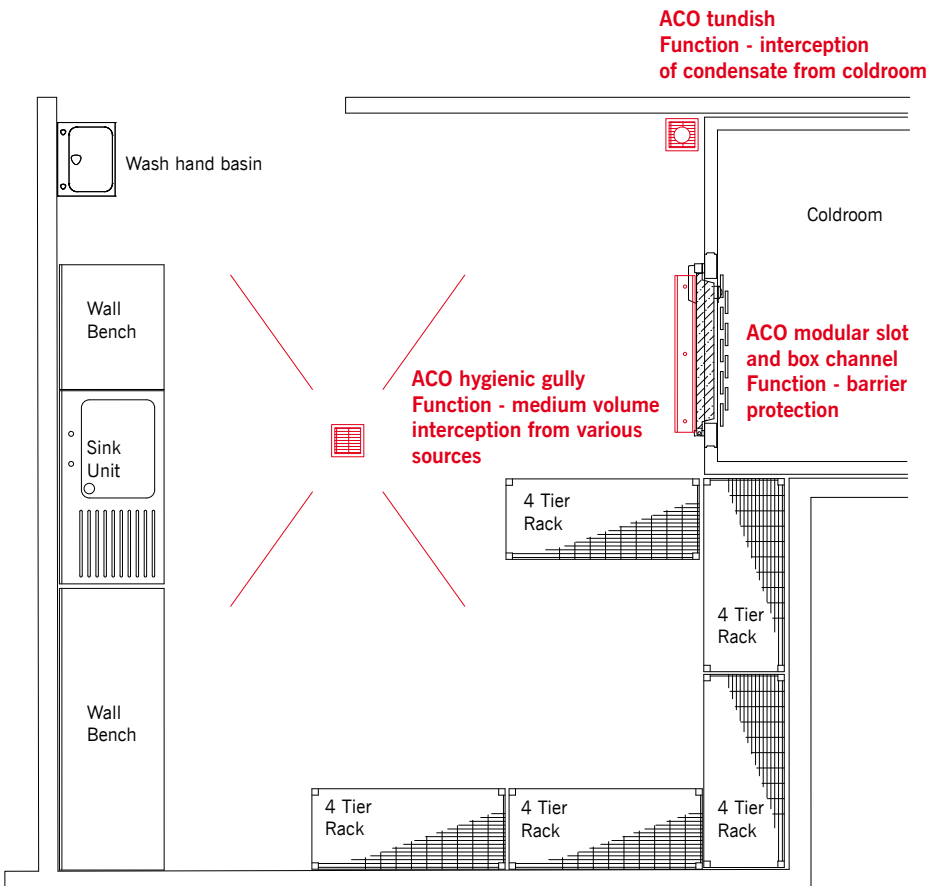 ACO tundish
Function - interception
of condensate from coldroom
Wash hand basin
Coldroom
Wall
Bench
ACO modular slot
and box channel
Function - barrier
protection
ACO hygienic gully
Function - medium volume
interception from various
sources
Sink
Unit
4 Tier
Rack
4 Tier
Rack
Wall
Bench
4 Tier
Rack
4 Tier
Rack
4 Tier
Rack